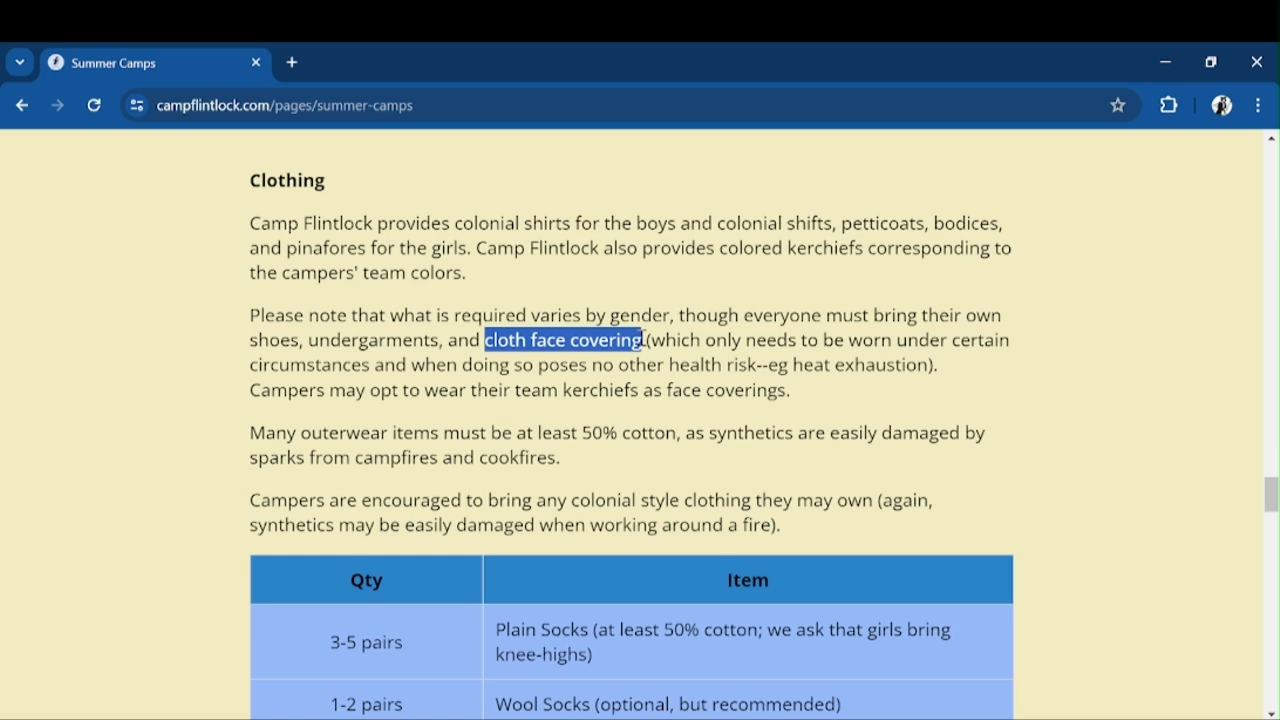 Summer Camps
campflintlock.com/pages/summer-camps
Clothing
Camp Flintlock provides colonial shirts for the boys and colonial shifts, petticoats, bodices,
and pinafores for the girls. Camp Flintlock also provides colored kerchiefs corresponding to
the campers' team colors.
Please note that what is required varies by gender, though everyone must bring their own
shoes, undergarments, and cloth face covering (which only needs to be worn under certain
circumstances and when doing so poses no other health risk--eg heat exhaustion).
Campers may opt to wear their team kerchiefs as face coverings.
Many outerwear items must be at least 50% cotton, as synthetics are easily damaged by
sparks from campfires and cookfires.
Campers are encouraged to bring any colonial style clothing they may own (again,
synthetics may be easily damaged when working around a fire).
Qty Item
3-5 pairs Plain Socks (at least 50% cotton; we ask that girls bring
knee-highs)
1-2 pairs Wool Socks (optional, but recommended)